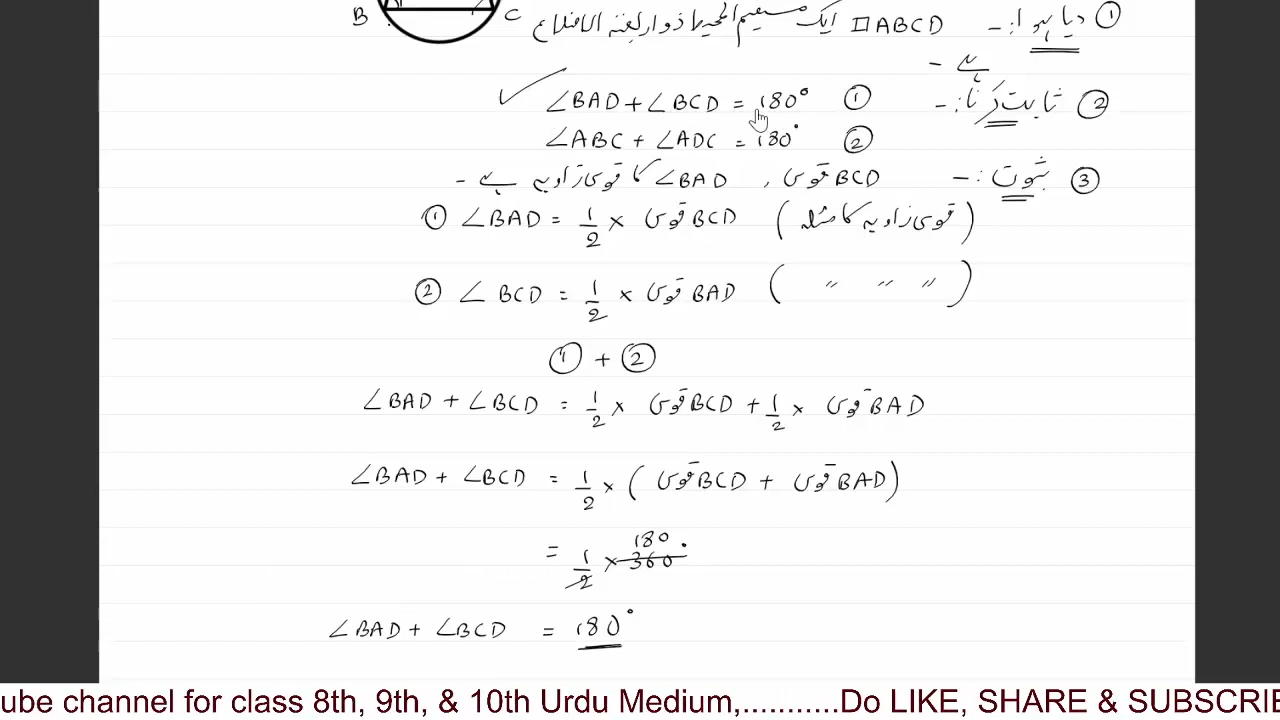 B C
① دیا ہوا :- □ABCD ایک مستقیم المحیط ذواربعتہ الاضلاع
ہے -
② ثابت کرنا :- ∠BAD + ∠BCD = 180° ①
∠ABC + ∠ADC = 180° ②
③ ثبوت :- قوس BCD، ∠BAD کا قوسی زاویہ ہے -
① ∠BAD = 1/2 × قوس BCD (قوسی زاویہ کا مسئلہ)
② ∠BCD = 1/2 × قوس BAD ( " " " )
① + ②
∠BAD + ∠BCD = 1/2 × قوس BCD + 1/2 × قوس BAD
∠BAD + ∠BCD = 1/2 × (قوس BCD + قوس BAD)
180°
= 1/2 × 360
∠BAD + ∠BCD = 180°
ube channel for class 8th, 9th, & 10th Urdu Medium,...........Do LIKE, SHARE & SUBSCRIE